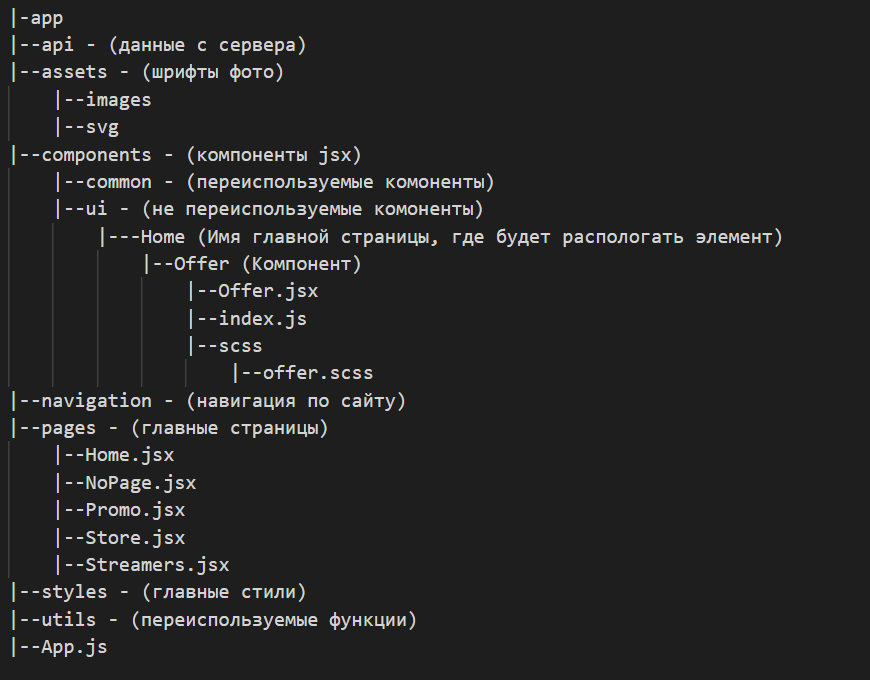 |-app
|--api - (данные с сервера)
|--assets - (шрифты фото)
    |--images
    |--svg
|--components - (компоненты jsx)
    |--common - (переиспользуемые комоненты)
    |--ui - (не переиспользуемые комоненты)
        |---Home (Имя главной страницы, где будет распологать элемент)
            |--Offer (Компонент)
                |--Offer.jsx
                |--index.js
                |--scss
                    |--offer.scss
|--navigation - (навигация по сайту)
|--pages - (главные страницы)
    |--Home.jsx
    |--NoPage.jsx
    |--Promo.jsx
    |--Store.jsx
    |--Streamers.jsx
|--styles - (главные стили)
|--utils - (переиспользуемые функции)
|--App.js